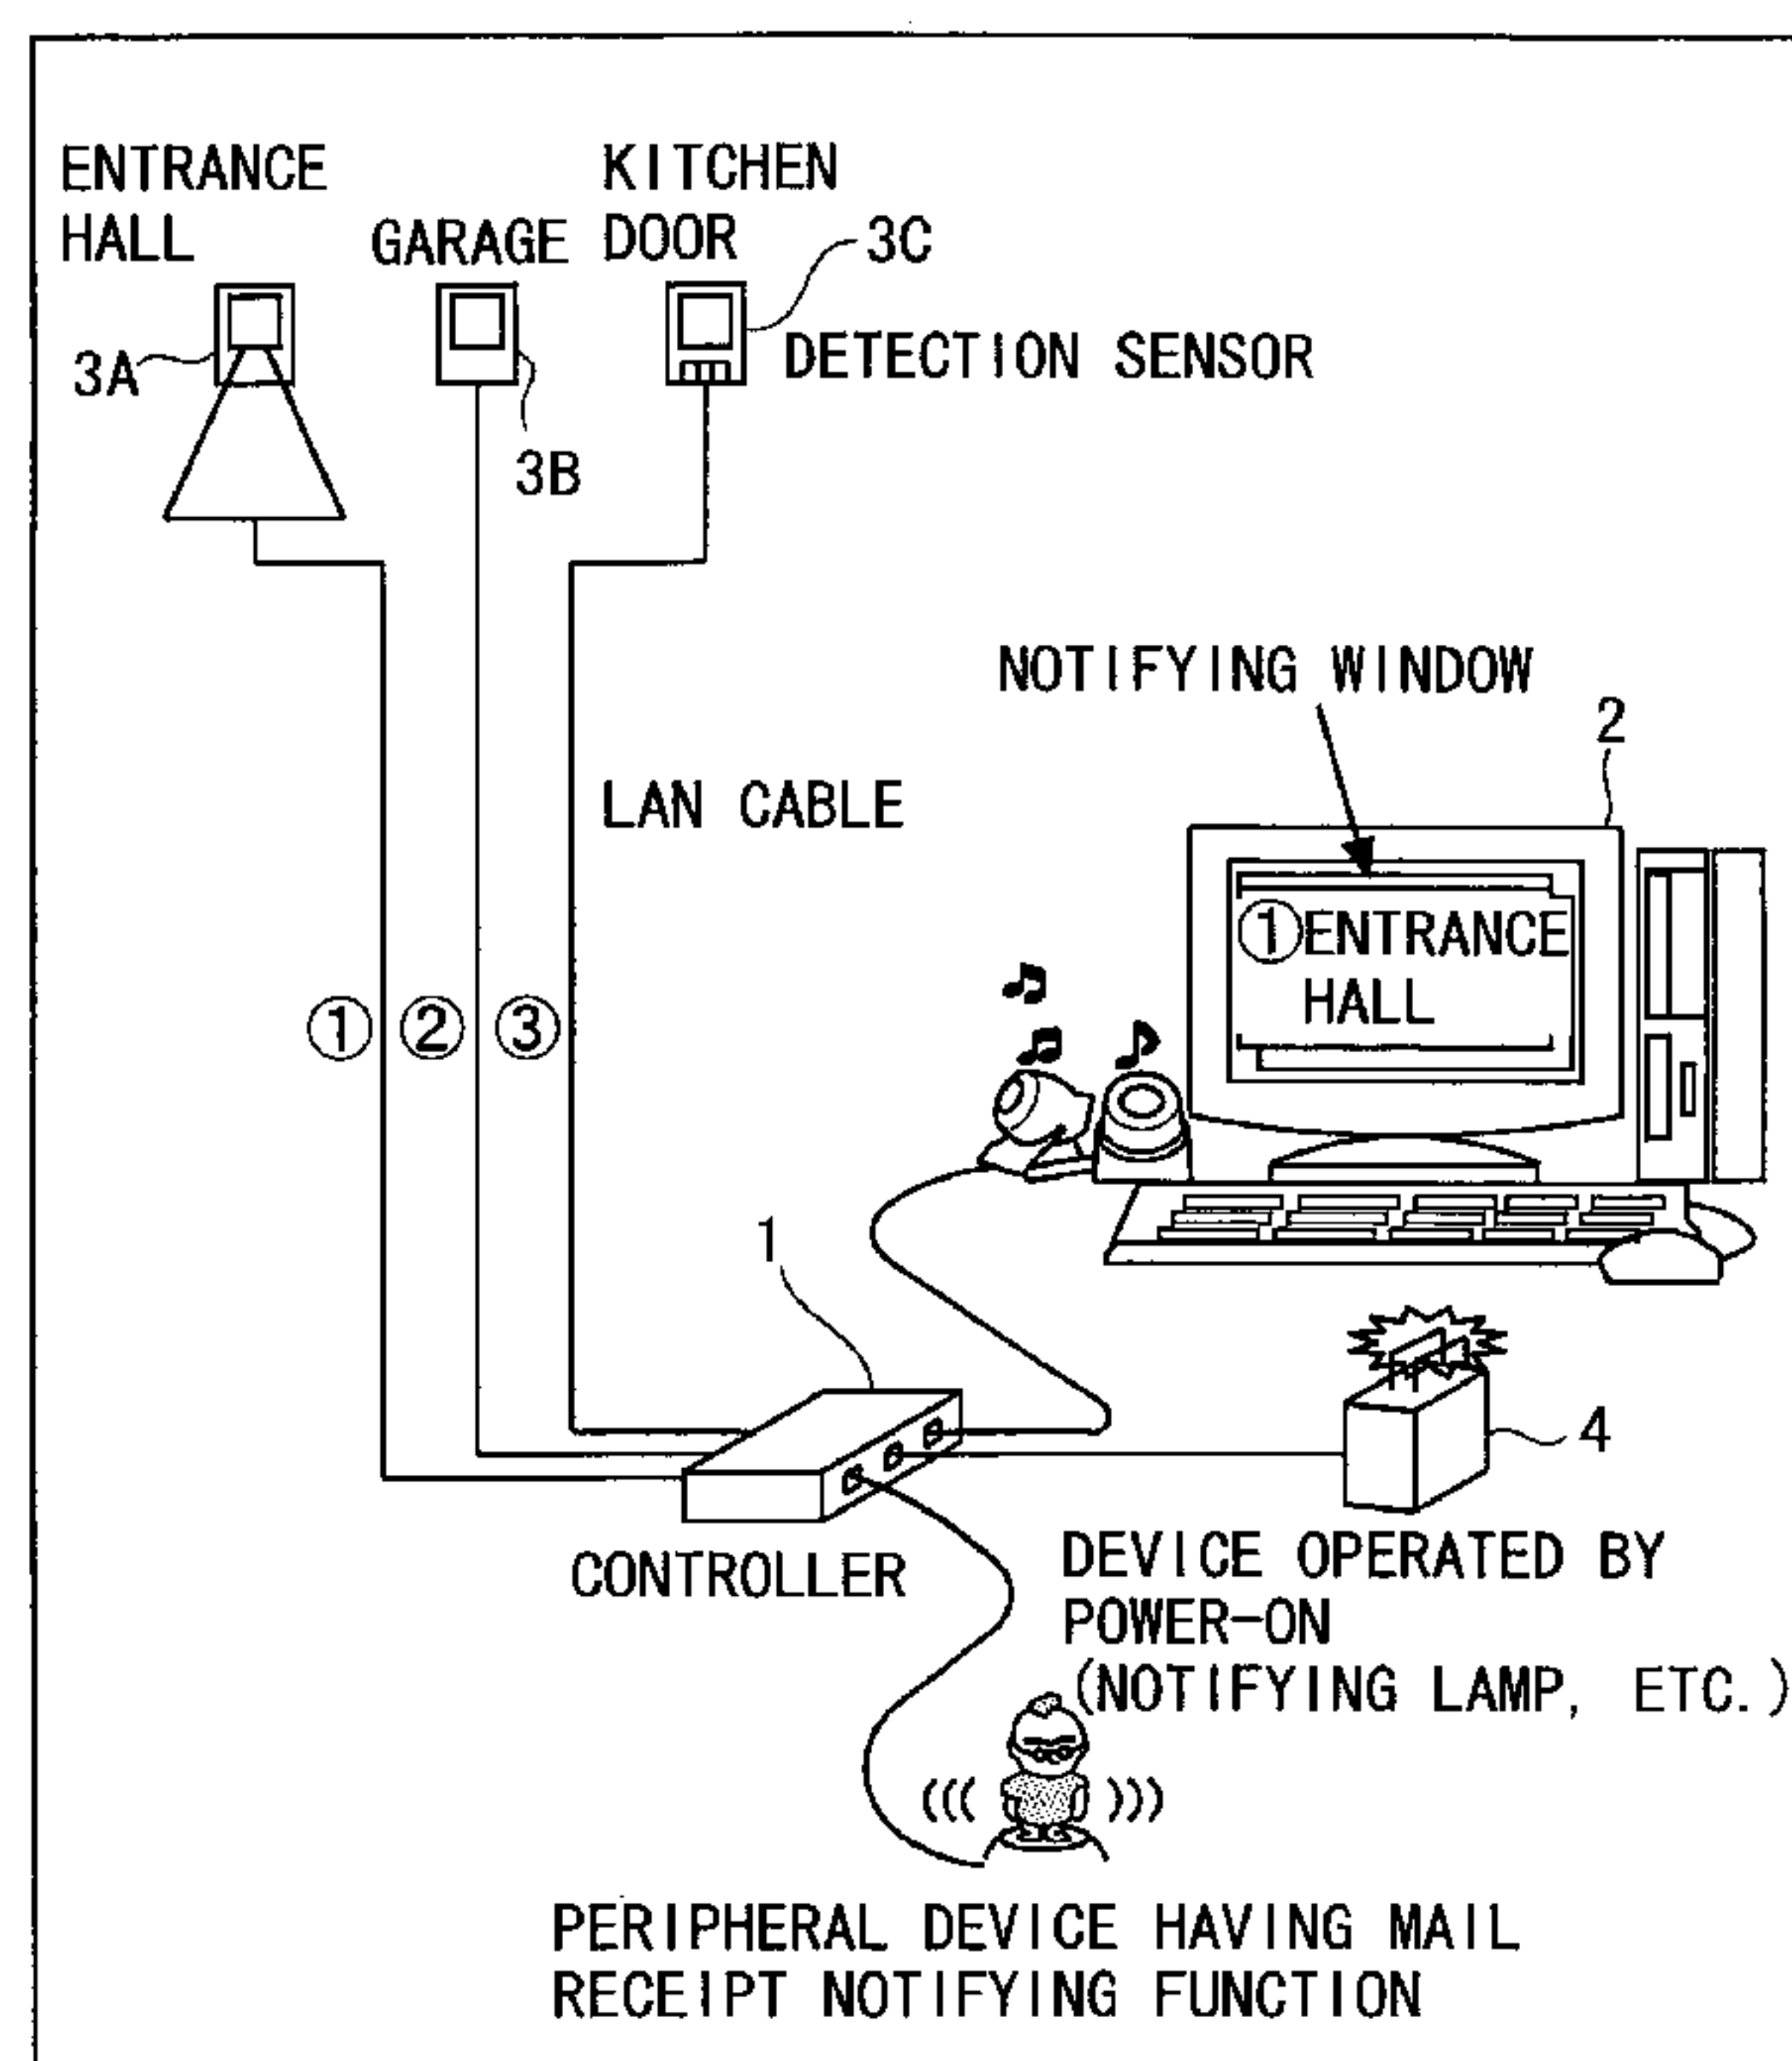 ENTRANCE
HALL
GARAGE
KITCHEN
DOOR
3C
3A
3B
DETECTION SENSOR
NOTIFYING WINDOW
2
LAN CABLE
①ENTRANCE
HALL
① ② ③
1
4
CONTROLLER
DEVICE OPERATED BY
POWER-ON
(NOTIFYING LAMP, ETC.)
PERIPHERAL DEVICE HAVING MAIL
RECEIPT NOTIFYING FUNCTION